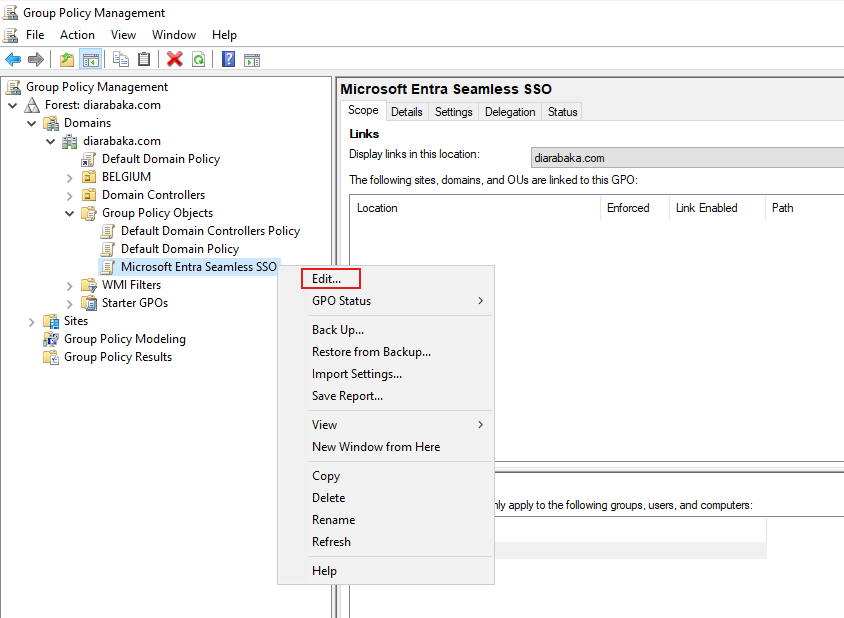 Group Policy Management
File Action View Window Help
Group Policy Management
Forest: diarabaka.com
Domains
diarabaka.com
Default Domain Policy
BELGIUM
Domain Controllers
Group Policy Objects
Default Domain Controllers Policy
Default Domain Policy
Microsoft Entra Seamless SSO
WMI Filters
Starter GPOs
Sites
Group Policy Modeling
Group Policy Results
Microsoft Entra Seamless SSO
Scope Details Settings Delegation Status
Links
Display links in this location: diarabaka.com
The following sites, domains, and OUs are linked to this GPO:
Location Enforced Link Enabled Path
Edit...
GPO Status
Back Up...
Restore from Backup...
Import Settings...
Save Report...
View
New Window from Here
Copy
Delete
Rename
Refresh
Help
apply to the following groups, users, and computers: